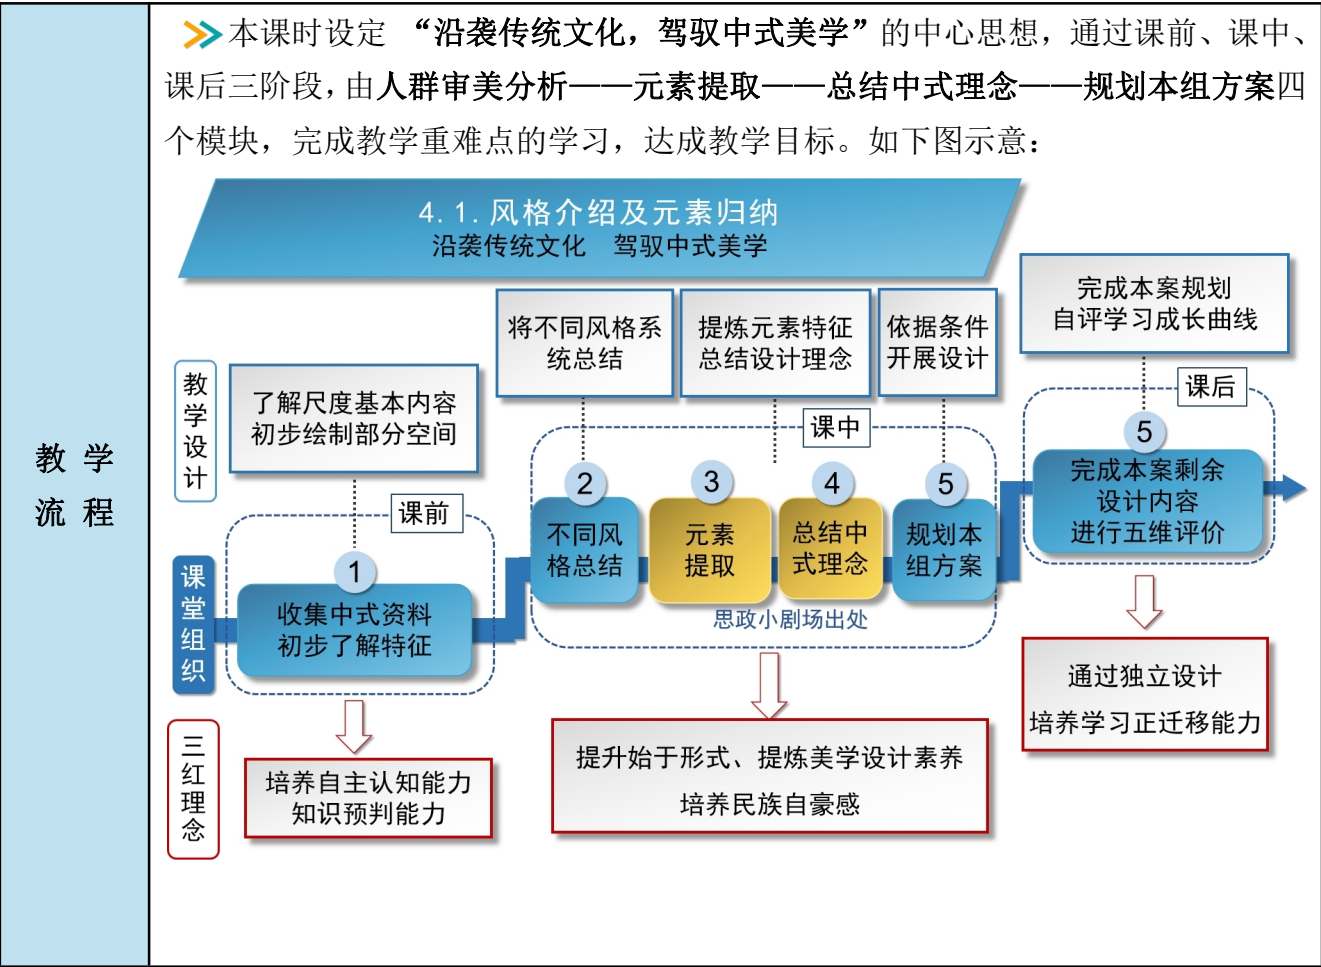 本课时设定 “沿袭传统文化，驾驭中式美学”的中心思想，通过课前、课中、
课后三阶段，由人群审美分析——元素提取——总结中式理念——规划本组方案四
个模块，完成教学重难点的学习，达成教学目标。如下图示意：
教 学
流 程
4.1.风格介绍及元素归纳
沿袭传统文化 驾驭中式美学
教
学
设
计
了解尺度基本内容
初步绘制部分空间
将不同风格系
统总结
提炼元素特征
总结设计理念
依据条件
开展设计
完成本案规划
自评学习成长曲线
课前
课中
课后
课
堂
组
织
1
收集中式资料
初步了解特征
2
不同风
格总结
3
元素
提取
4
总结中
式理念
5
规划本
组方案
思政小剧场出处
5
完成本案剩余
设计内容
进行五维评价
三
红
理
念
培养自主认知能力
知识预判能力
提升始于形式、提炼美学设计素养
培养民族自豪感
通过独立设计
培养学习正迁移能力